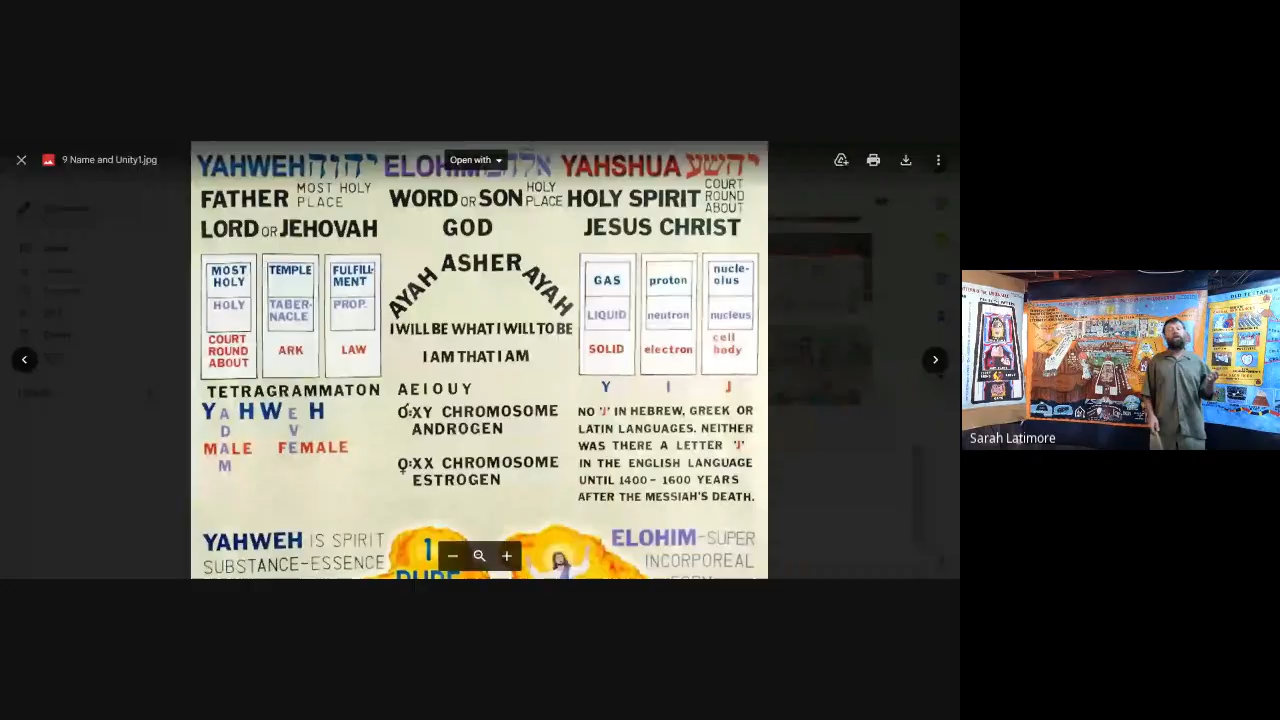 9 Name and Unity1.jpg
Open with
YAHWEH יהוה ELOHIM אלהים YAHSHUA יהשע
FATHER MOST HOLY PLACE WORD OR SON HOLY PLACE HOLY SPIRIT COURT ROUND ABOUT
LORD OR JEHOVAH GOD JESUS CHRIST
MOST HOLY TEMPLE FULFILL-MENT
HOLY TABER-NACLE PROP.
COURT ROUND ABOUT ARK LAW
AYAH ASHER AYAH
I WILL BE WHAT I WILL TO BE
I AM THAT I AM
GAS proton nucle-olus
LIQUID neutron nucleus
SOLID electron cell body
TETRAGRAMMATON
YAHWEH
ADAM EVE
MALE FEMALE
A E I O U Y
♂:XY CHROMOSOME
ANDROGEN
♀:XX CHROMOSOME
ESTROGEN
Y I J
NO 'J' IN HEBREW, GREEK OR
LATIN LANGUAGES. NEITHER
WAS THERE A LETTER 'J'
IN THE ENGLISH LANGUAGE
UNTIL 1400 - 1600 YEARS
AFTER THE MESSIAH'S DEATH.
YAHWEH IS SPIRIT
SUBSTANCE-ESSENCE
1
ELOHIM-SUPER
INCORPOREAL
Sarah Latimore